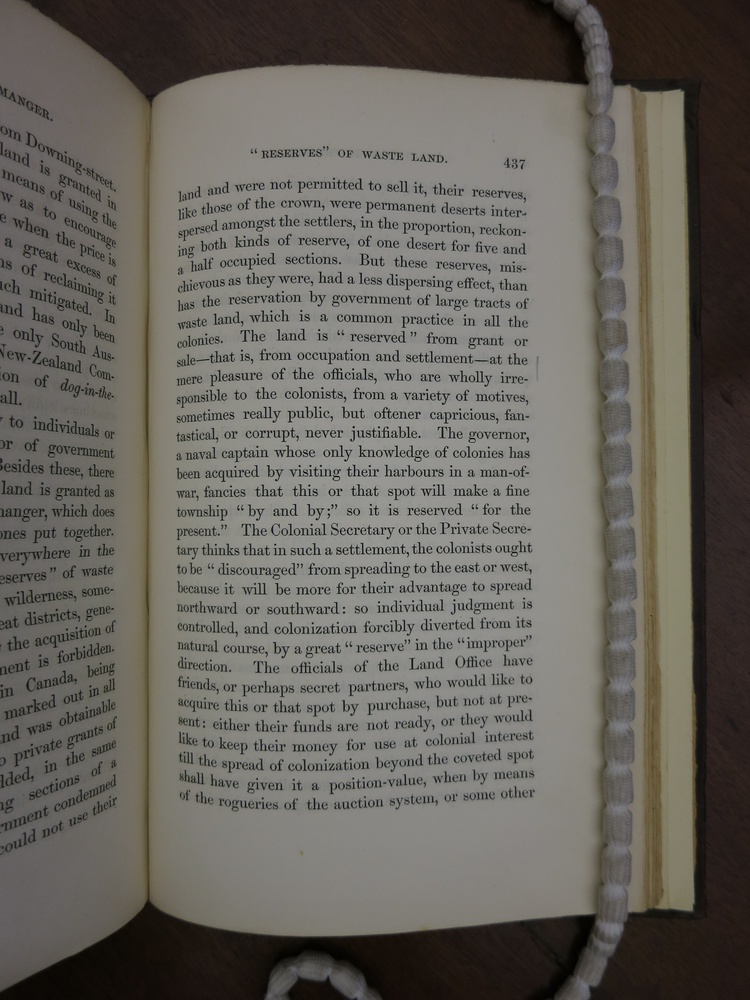 MANGER.
om Downing-street.
land is granted in
means of using the
w as to encourage
e when the price is
a great excess of
ns of reclaiming it
uch mitigated. In
and has only been
e only South Aus-
New-Zealand Com-
ion of dog-in-the-
all.
y to individuals or
or of government
Besides these, there
land is granted as
manger, which does
ones put together.
verywhere in the
eserves" of waste
wilderness, some-
eat districts, gene-
the acquisition of
ment is forbidden.
in Canada, being
marked out in all
nd was obtainable
o private grants of
lded, in the same
ng sections of a
rnment condemned
could not use their
"RESERVES" OF WASTE LAND. 437
land and were not permitted to sell it, their reserves,
like those of the crown, were permanent deserts inter-
spersed amongst the settlers, in the proportion, reckon-
ing both kinds of reserve, of one desert for five and
a half occupied sections. But these reserves, mis-
chievous as they were, had a less dispersing effect, than
has the reservation by government of large tracts of
waste land, which is a common practice in all the
colonies. The land is "reserved" from grant or
sale—that is, from occupation and settlement—at the
mere pleasure of the officials, who are wholly irre-
sponsible to the colonists, from a variety of motives,
sometimes really public, but oftener capricious, fan-
tastical, or corrupt, never justifiable. The governor,
a naval captain whose only knowledge of colonies has
been acquired by visiting their harbours in a man-of-
war, fancies that this or that spot will make a fine
township "by and by;" so it is reserved "for the
present." The Colonial Secretary or the Private Secre-
tary thinks that in such a settlement, the colonists ought
to be "discouraged" from spreading to the east or west,
because it will be more for their advantage to spread
northward or southward: so individual judgment is
controlled, and colonization forcibly diverted from its
natural course, by a great "reserve" in the "improper"
direction. The officials of the Land Office have
friends, or perhaps secret partners, who would like to
acquire this or that spot by purchase, but not at pre-
sent: either their funds are not ready, or they would
like to keep their money for use at colonial interest
till the spread of colonization beyond the coveted spot
shall have given it a position-value, when by means
of the rogueries of the auction system, or some other